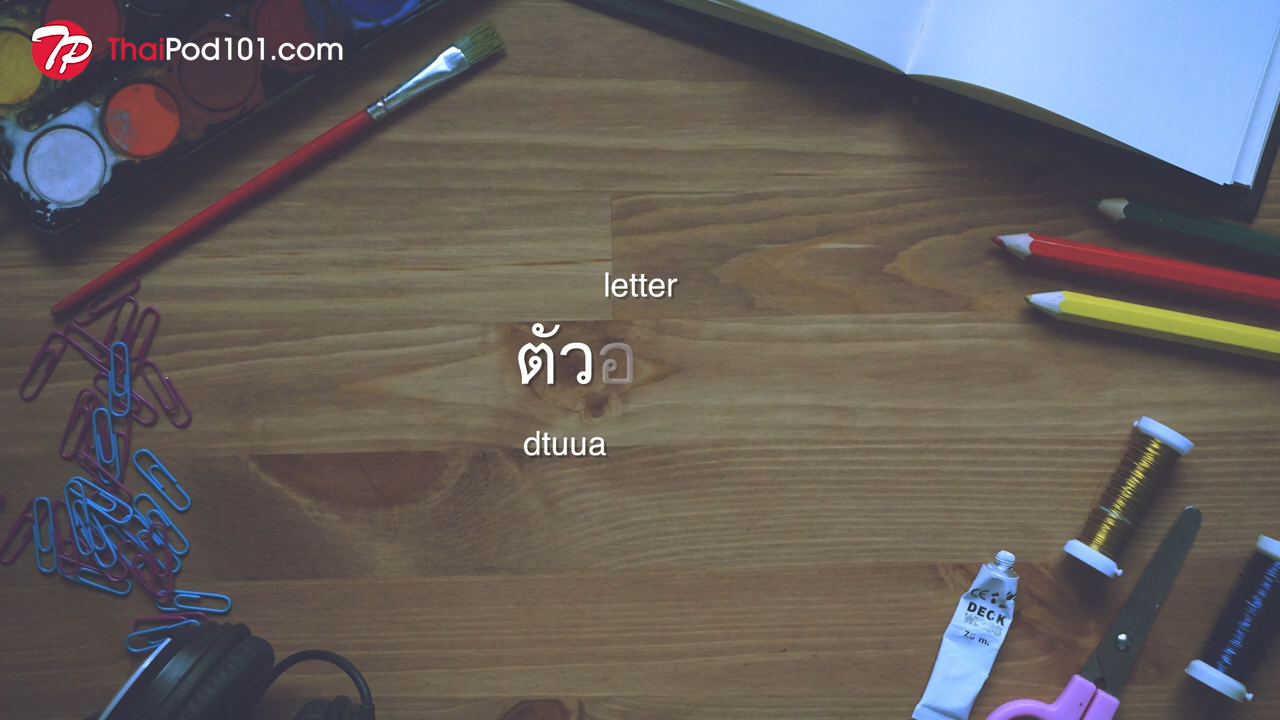 ThaiPod101.com
letter
ตัวอ
dtuua
DECK